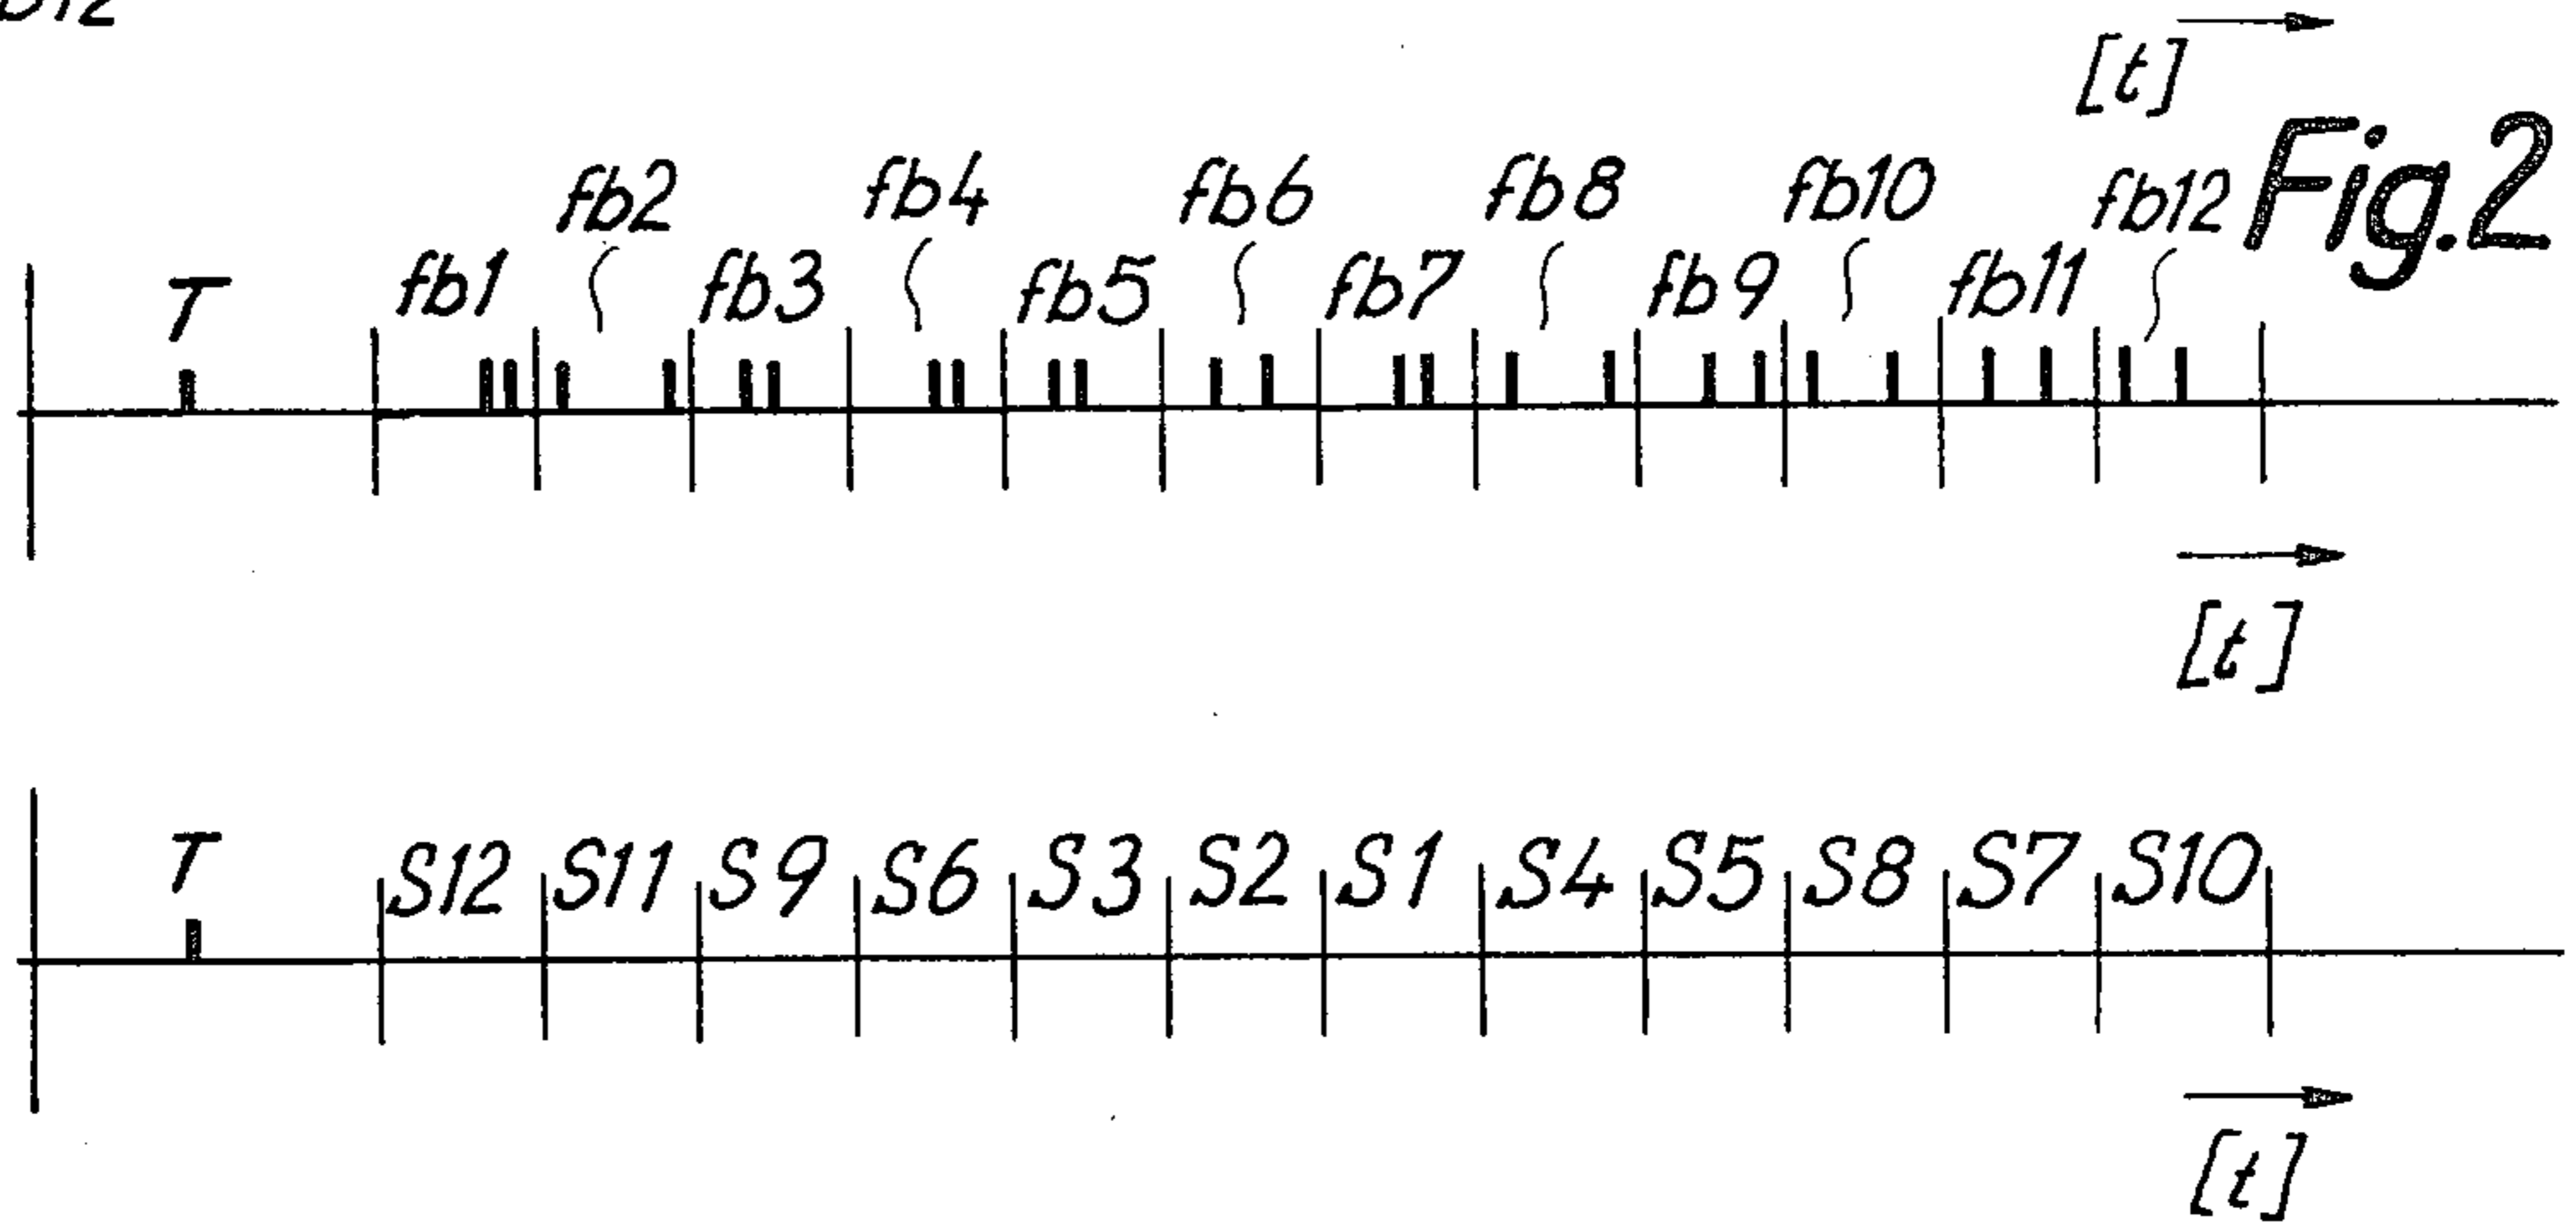 [t]
Fig.2
fb2 fb4 fb6 fb8 fb10 fb12
T fb1 fb3 fb5 fb7 fb9 fb11
[t]
T S12 S11 S9 S6 S3 S2 S1 S4 S5 S8 S7 S10
[t]